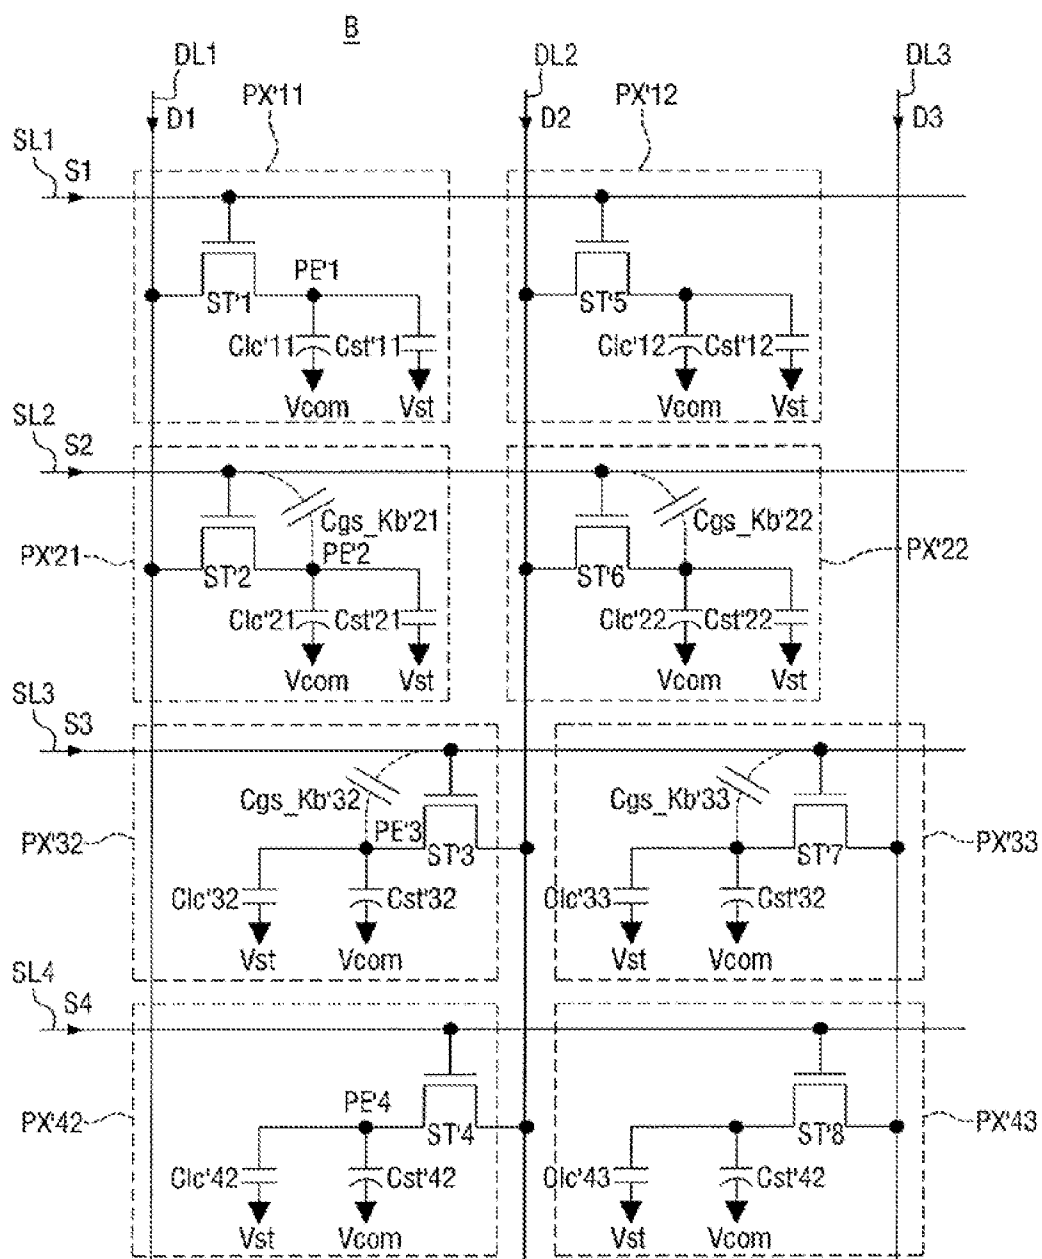 B
DL1
DL2
DL3
PX'11
PX'12
D1
D2
D3
SL1
S1
PE'1
ST'1
ST'5
Clc'11
Cst'11
Clc'12
Cst'12
Vcom
Vst
Vcom
Vst
SL2
S2
Cgs_Kb'21
Cgs_Kb'22
PX'21
PE'2
PX'22
ST'2
ST'6
Clc'21
Cst'21
Clc'22
Cst'22
Vcom
Vst
Vcom
Vst
SL3
S3
Cgs_Kb'32
Cgs_Kb'33
PX'32
PE'3
ST'3
ST'7
PX'33
Clc'32
Cst'32
Clc'33
Cst'32
Vst
Vcom
Vst
Vcom
SL4
S4
PX'42
PE'4
ST'4
ST'8
PX'43
Clc'42
Cst'42
Clc'43
Cst'42
Vst
Vcom
Vst
Vcom